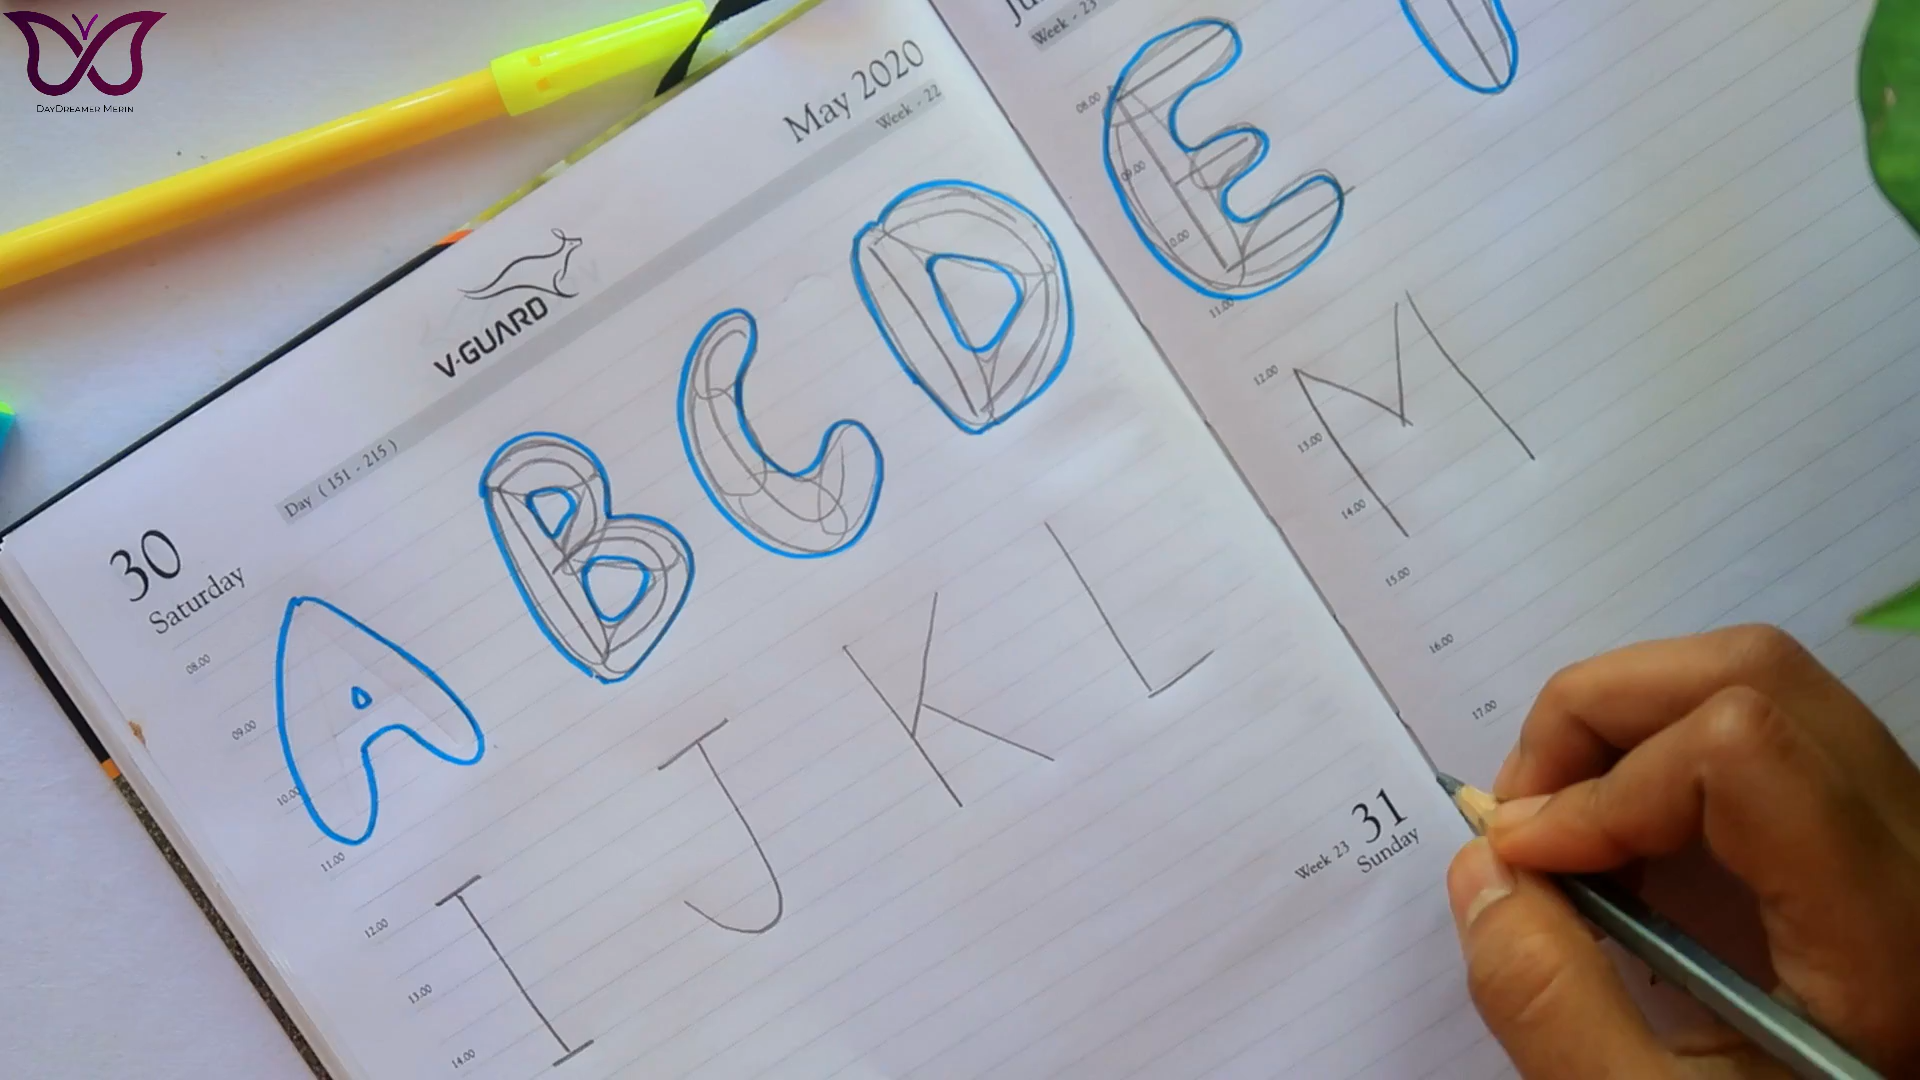 DayDreamer Merin
May 2020
Week - 22
V-GUARD
Day ( 151 - 215 )
30
Saturday
A B C D
08.00
09.00
10.00
11.00
I J K L
12.00
13.00
14.00
Week 23 31
Sunday
Week - 23
08.00
E
09.00
10.00
11.00
12.00
M
13.00
14.00
15.00
16.00
17.00